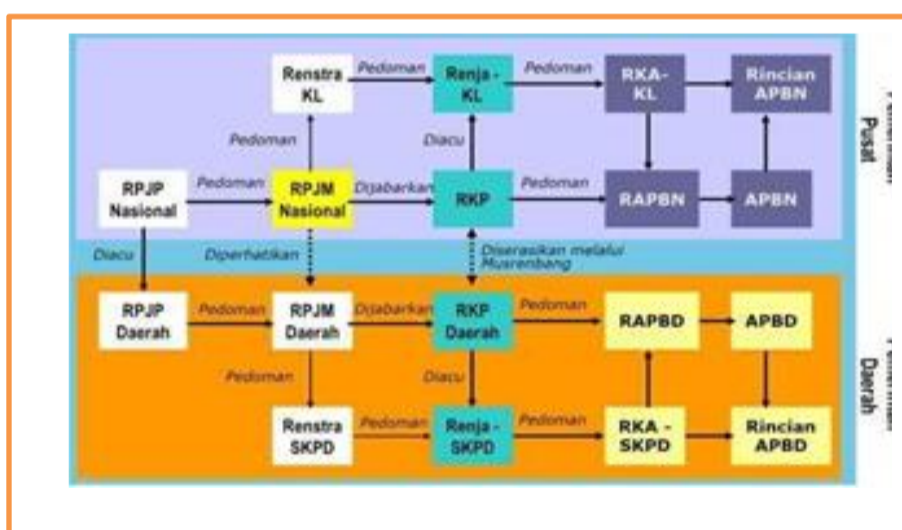 Renstra
KL
Pedoman
Renja -
KL
Pedoman
RKA-
KL
Rincian
APBN
Pedoman
Diacu
RPJP
Nasional
Pedoman
RPJM
Nasional
Dijabarkan
RKP
Pedoman
RAPBN
APBN
Pusat
Diacu
Diperhatikan
Diserasikan melalui
Musrenbang
RPJP
Daerah
Pedoman
RPJM
Daerah
Dijabarkan
RKP
Daerah
Pedoman
RAPBD
APBD
Pedoman
Diacu
Renstra
SKPD
Pedoman
Renja -
SKPD
Pedoman
RKA -
SKPD
Rincian
APBD
Daerah